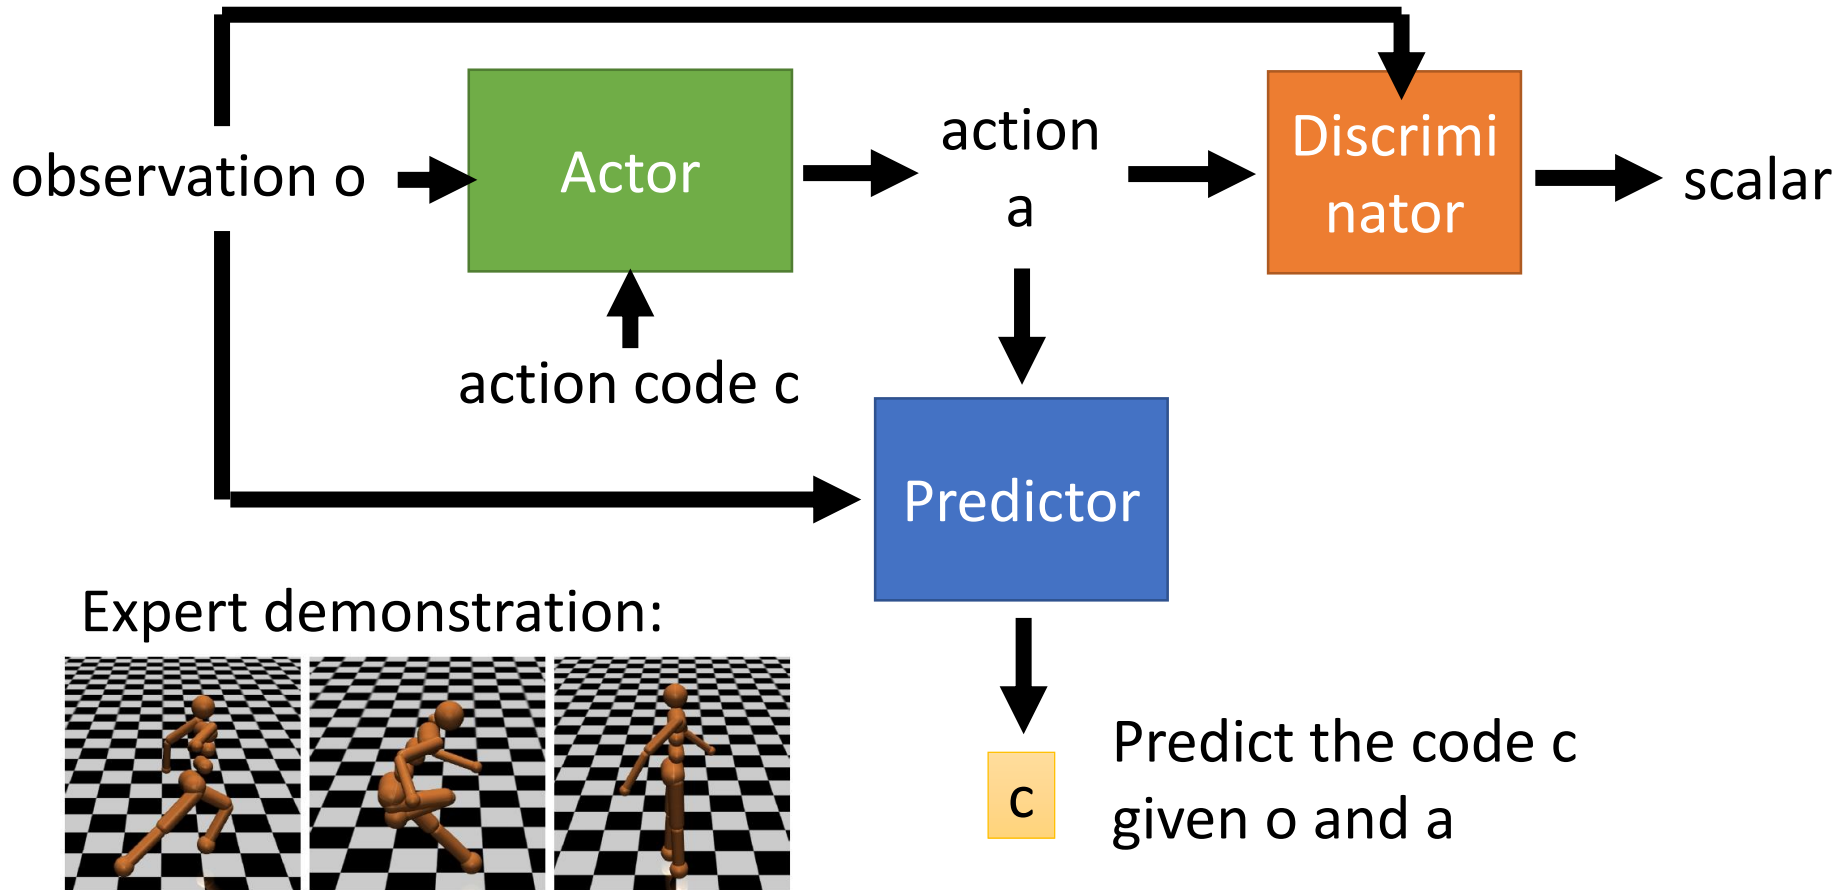 observation o
Actor
action
a
Discrimi
nator
scalar
action code c
Predictor
Expert demonstration:
c
Predict the code c
given o and a